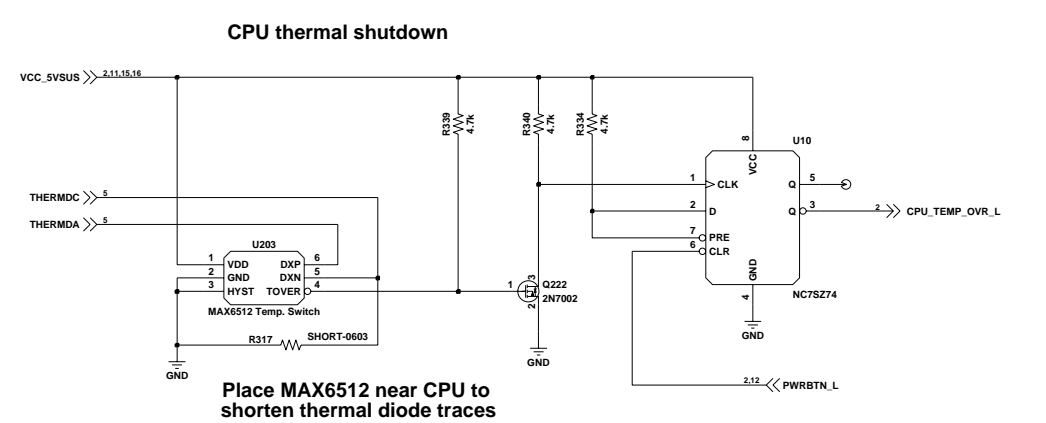 CPU thermal shutdown
VCC_5VSUS 2,11,15,16
R339 4.7k
R340 4.7k
R334 4.7k
8
U10
VCC
1 CLK Q 5
THERMDC 5
2 D Q 3 2 CPU_TEMP_OVR_L
THERMDA 5
7 PRE
6 CLR
U203
1 VDD DXP 6
2 GND DXN 5
3 HYST TOVER 4
GND
1 3 Q222
2 2N7002
4 NC7SZ74
MAX6512 Temp. Switch
GND
R317 SHORT-0603
GND
GND
2,12 PWRBTN_L
Place MAX6512 near CPU to
shorten thermal diode traces